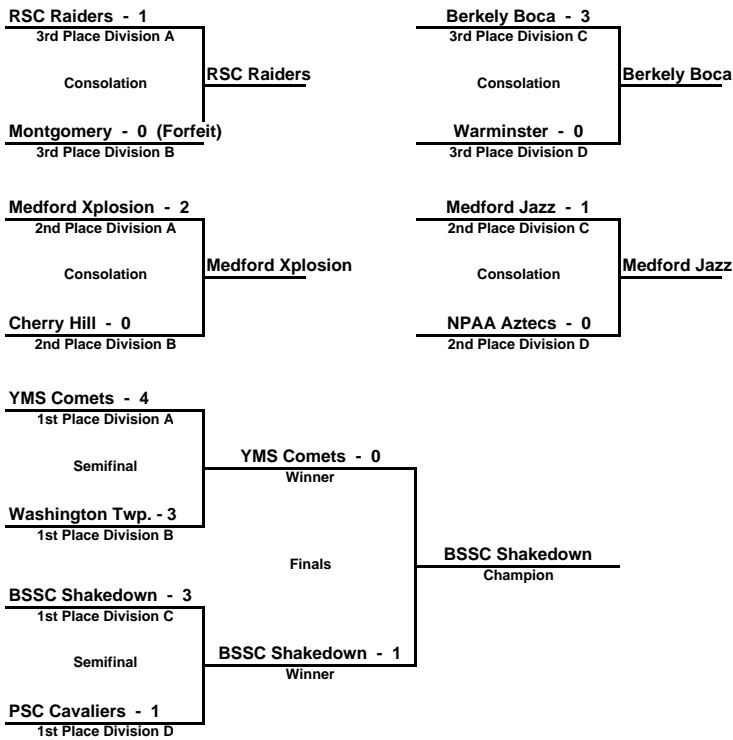 RSC Raiders - 1
3rd Place Division A
Consolation
RSC Raiders
Montgomery - 0 (Forfeit)
3rd Place Division B
Berkely Boca - 3
3rd Place Division C
Consolation
Berkely Boca
Warminster - 0
3rd Place Division D
Medford Xplosion - 2
2nd Place Division A
Consolation
Medford Xplosion
Cherry Hill - 0
2nd Place Division B
Medford Jazz - 1
2nd Place Division C
Consolation
Medford Jazz
NPAA Aztecs - 0
2nd Place Division D
YMS Comets - 4
1st Place Division A
Semifinal
YMS Comets - 0
Winner
Washington Twp. - 3
1st Place Division B
Finals
BSSC Shakedown
Champion
BSSC Shakedown - 3
1st Place Division C
Semifinal
BSSC Shakedown - 1
Winner
PSC Cavaliers - 1
1st Place Division D